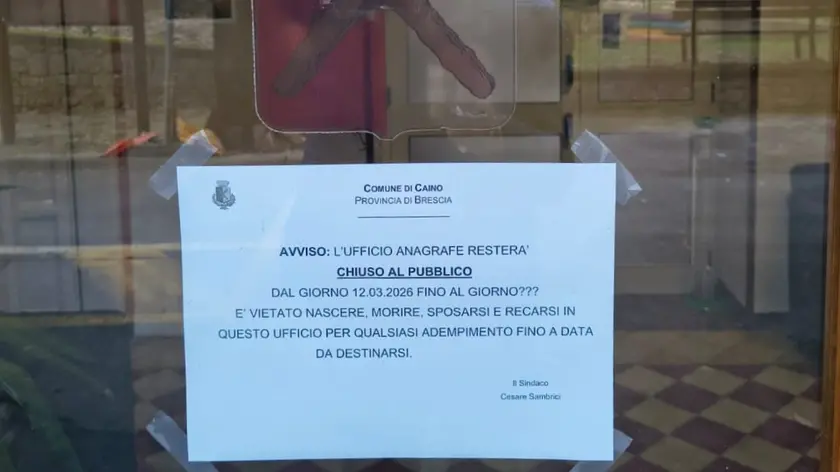 COMUNE DI CAINO
PROVINCIA DI BRESCIA
AVVISO: L'UFFICIO ANAGRAFE RESTERA'
CHIUSO AL PUBBLICO
DAL GIORNO 12.03.2026 FINO AL GIORNO???
E' VIETATO NASCERE, MORIRE, SPOSARSI E RECARSI IN
QUESTO UFFICIO PER QUALSIASI ADEMPIMENTO FINO A DATA
DA DESTINARSI.
Il Sindaco
Cesare Sambrici